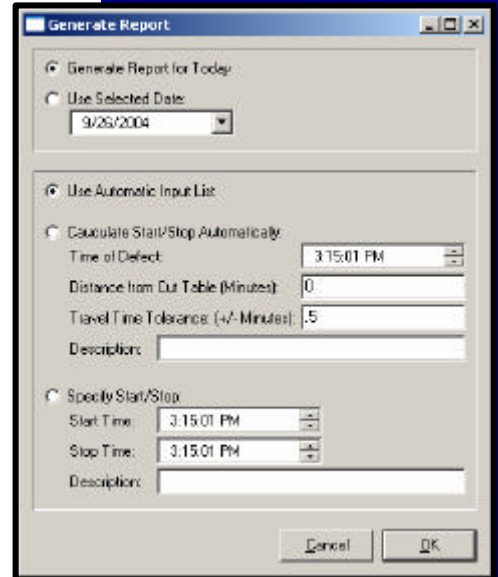 Generate Report
Generate Report for Today
Use Selected Date:
9/26/2004
Use Automatic Input List
Cauculate Start/Stop Automatically:
Time of Defect: 3:15:01 PM
Distance from Cut Table (Minutes): 0
Travel Time Tolerance: (+/- Minutes): .5
Description:
Specify Start/Stop:
Start Time: 3:15:01 PM
Stop Time: 3:15:01 PM
Description:
Cancel OK